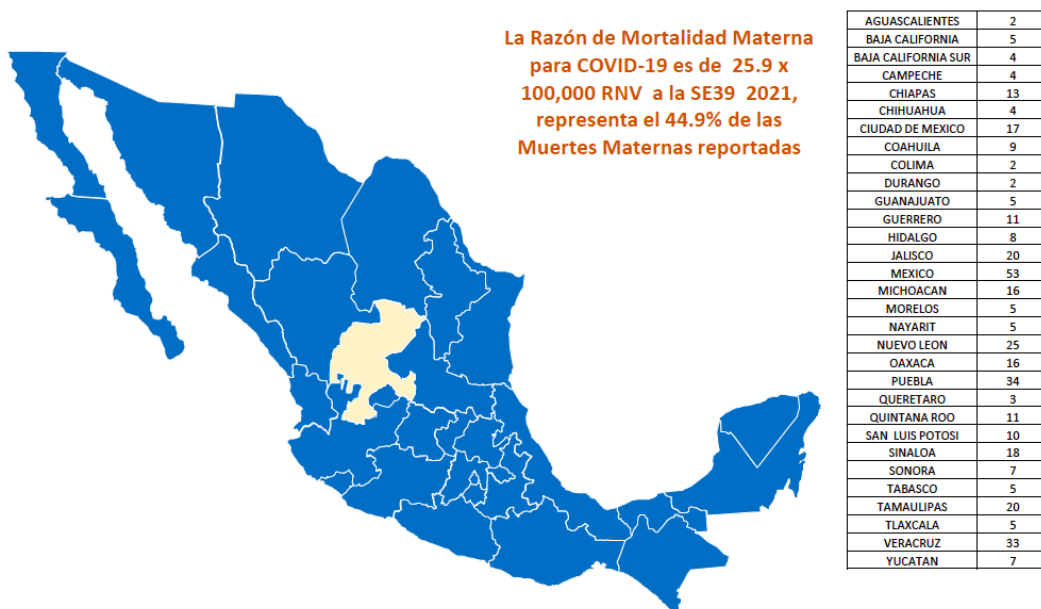 La Razón de Mortalidad Materna
para COVID-19 es de 25.9 x
100,000 RNV a la SE39 2021,
representa el 44.9% de las
Muertes Maternas reportadas
AGUASCALIENTES 2
BAJA CALIFORNIA 5
BAJA CALIFORNIA SUR 4
CAMPECHE 4
CHIAPAS 13
CHIHUAHUA 4
CIUDAD DE MEXICO 17
COAHUILA 9
COLIMA 2
DURANGO 2
GUANAJUATO 5
GUERRERO 11
HIDALGO 8
JALISCO 20
MEXICO 53
MICHOACAN 16
MORELOS 5
NAYARIT 5
NUEVO LEON 25
OAXACA 16
PUEBLA 34
QUERETARO 3
QUINTANA ROO 11
SAN LUIS POTOSI 10
SINALOA 18
SONORA 7
TABASCO 5
TAMAULIPAS 20
TLAXCALA 5
VERACRUZ 33
YUCATAN 7